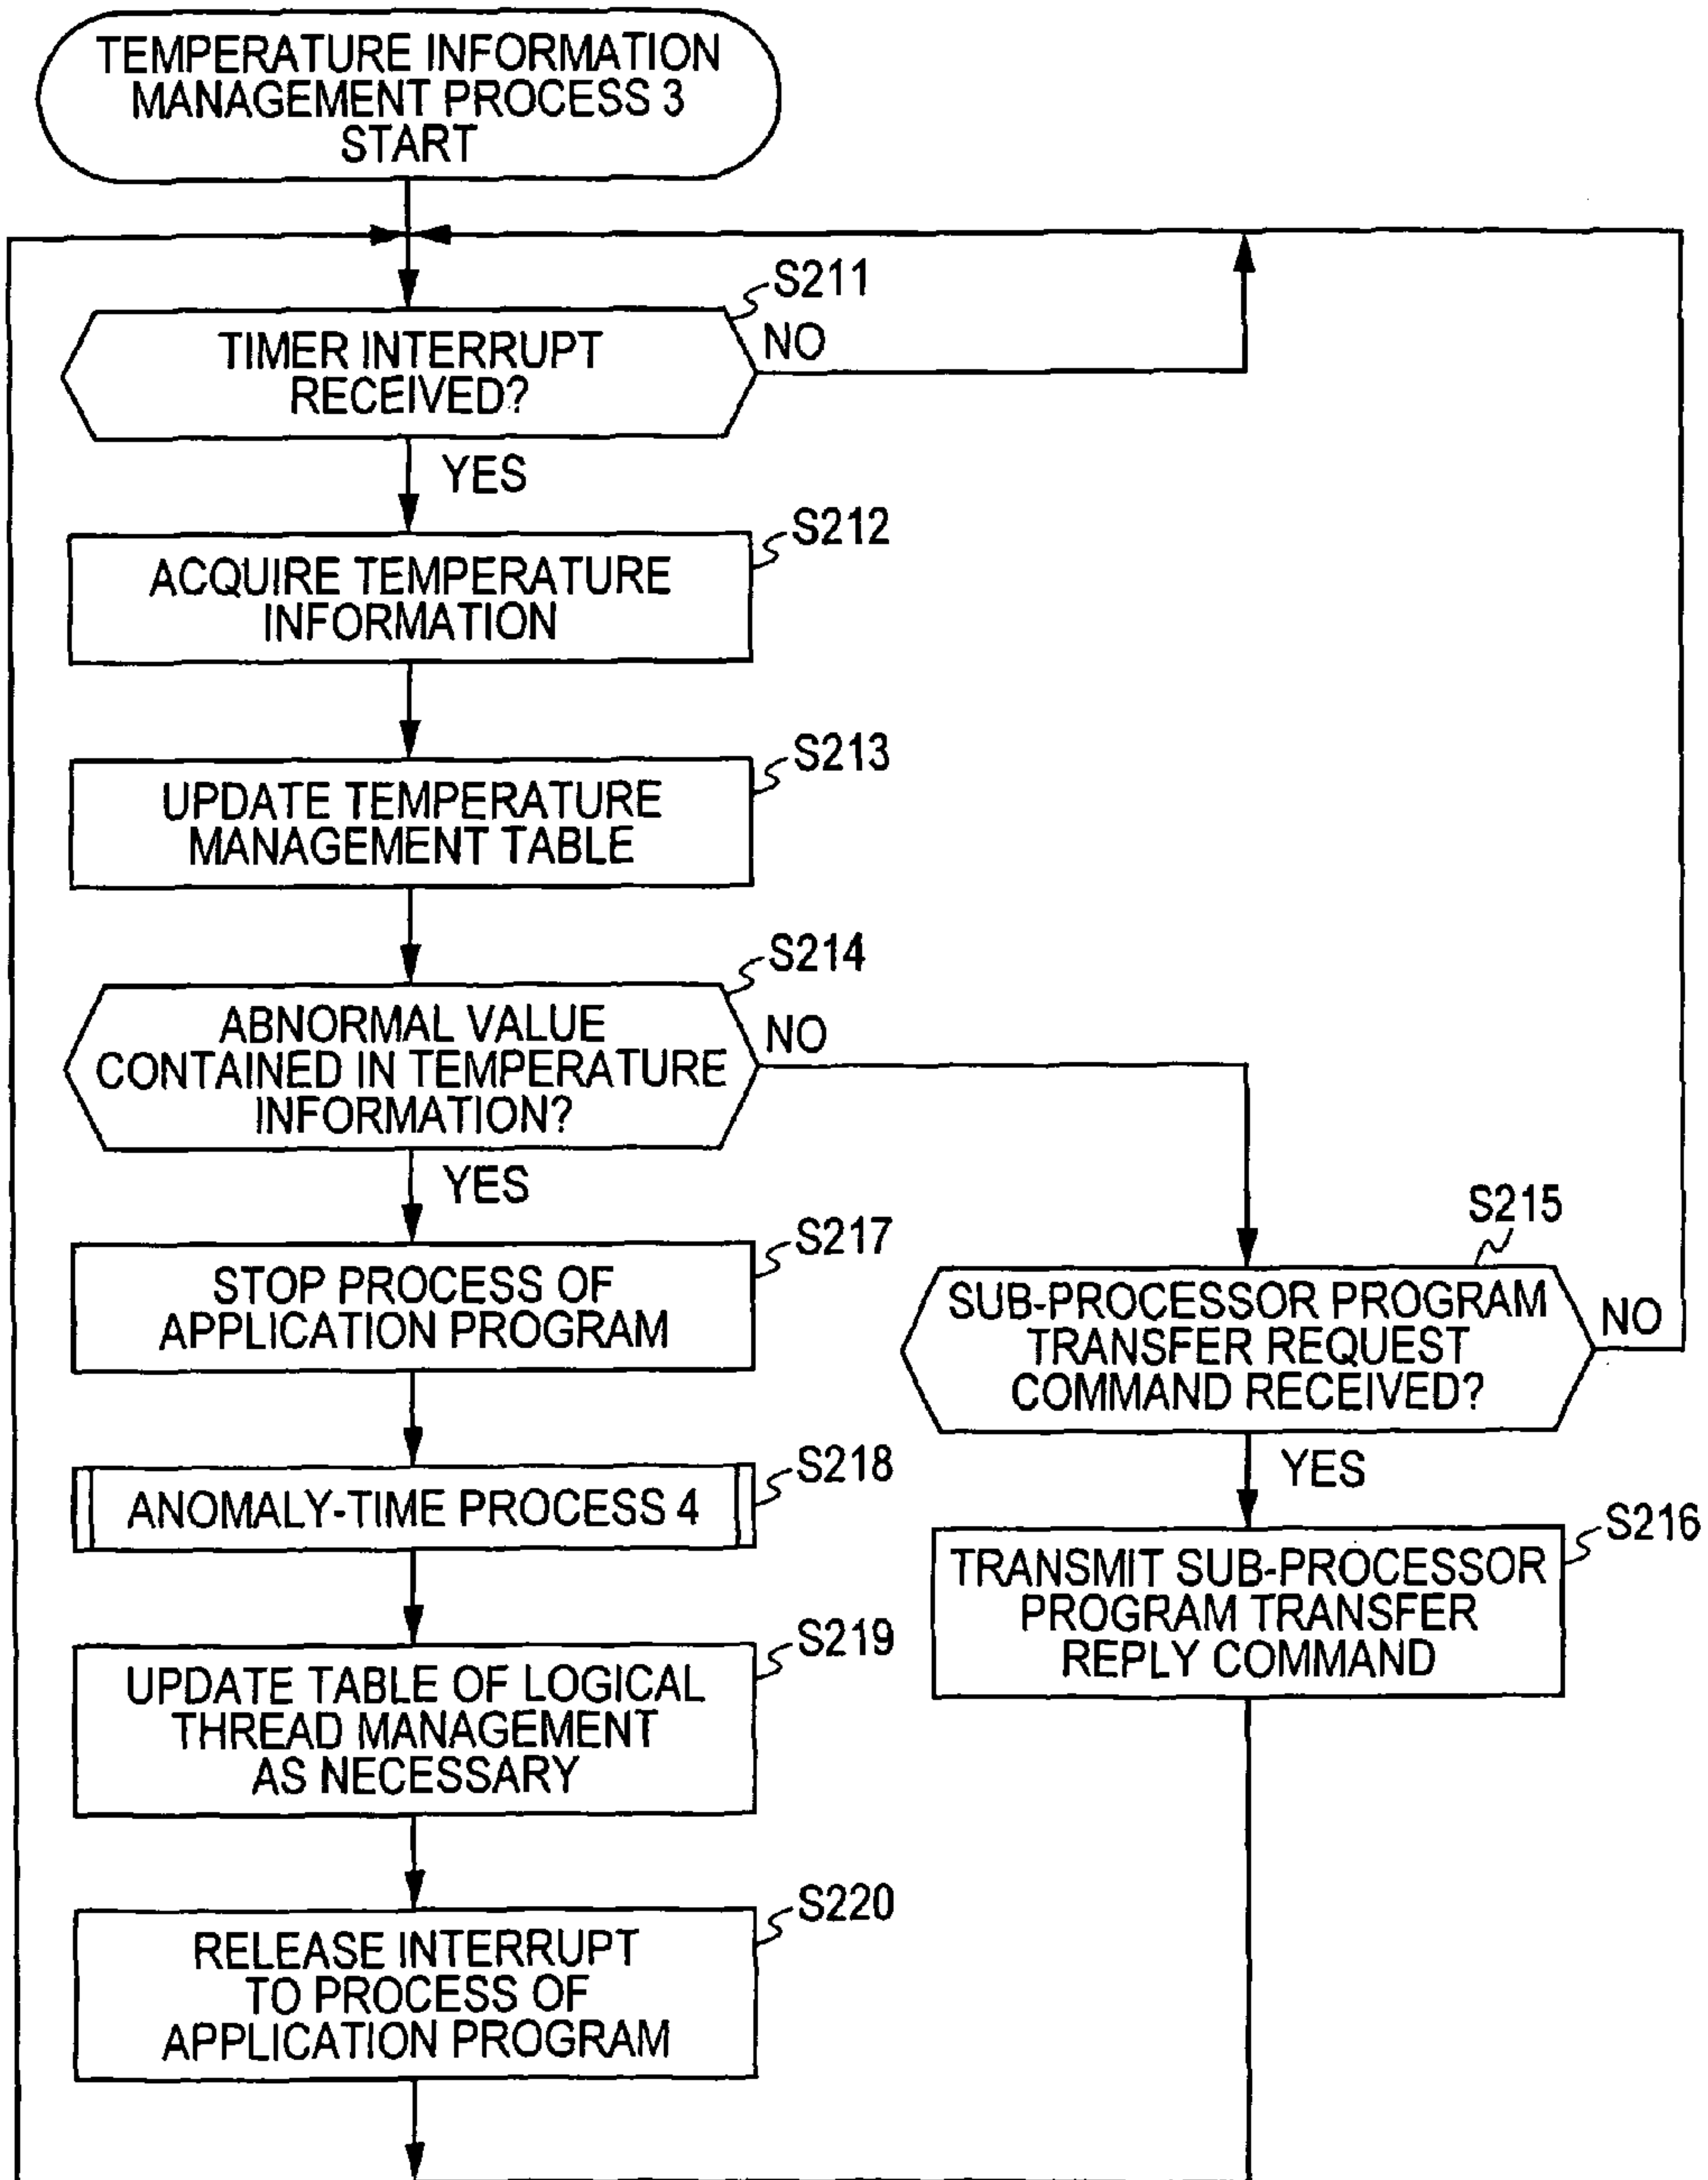 TEMPERATURE INFORMATION
MANAGEMENT PROCESS 3
START
S211
TIMER INTERRUPT
RECEIVED?
NO
YES
S212
ACQUIRE TEMPERATURE
INFORMATION
S213
UPDATE TEMPERATURE
MANAGEMENT TABLE
S214
ABNORMAL VALUE
CONTAINED IN TEMPERATURE
INFORMATION?
NO
YES
S217
STOP PROCESS OF
APPLICATION PROGRAM
S218
ANOMALY-TIME PROCESS 4
S219
UPDATE TABLE OF LOGICAL
THREAD MANAGEMENT
AS NECESSARY
S220
RELEASE INTERRUPT
TO PROCESS OF
APPLICATION PROGRAM
S215
SUB-PROCESSOR PROGRAM
TRANSFER REQUEST
COMMAND RECEIVED?
NO
YES
S216
TRANSMIT SUB-PROCESSOR
PROGRAM TRANSFER
REPLY COMMAND